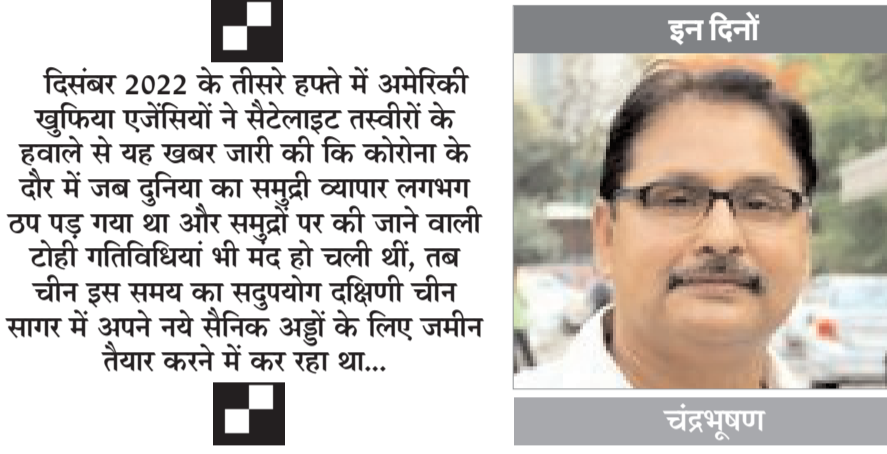 दिसंबर 2022 के तीसरे हफ्ते में अमेरिकी
खुफिया एजेंसियों ने सैटेलाइट तस्वीरों के
हवाले से यह खबर जारी की कि कोरोना के
दौर में जब दुनिया का समुद्री व्यापार लगभग
ठप पड़ गया था और समुद्रों पर की जाने वाली
टोही गतिविधियां भी मंद हो चली थीं, तब
चीन इस समय का सदुपयोग दक्षिणी चीन
सागर में अपने नये सैनिक अड्डों के लिए जमीन
तैयार करने में कर रहा था...
इन दिनों
चंद्रभूषण